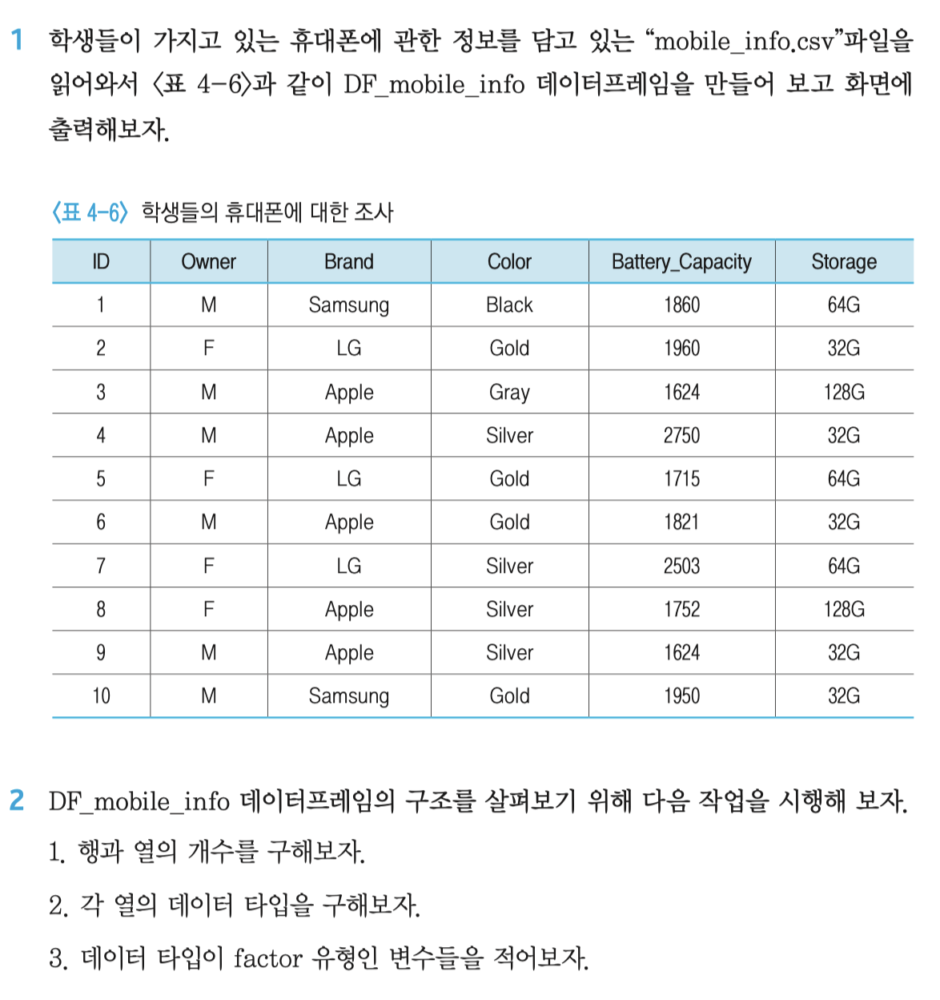 1 학생들이 가지고 있는 휴대폰에 관한 정보를 담고 있는 “mobile_info.csv”파일을
읽어와서 〈표 4-6〉과 같이 DF_mobile_info 데이터프레임을 만들어 보고 화면에
출력해보자.
〈표 4-6〉 학생들의 휴대폰에 대한 조사
ID Owner Brand Color Battery_Capacity Storage
1 M Samsung Black 1860 64G
2 F LG Gold 1960 32G
3 M Apple Gray 1624 128G
4 M Apple Silver 2750 32G
5 F LG Gold 1715 64G
6 M Apple Gold 1821 32G
7 F LG Silver 2503 64G
8 F Apple Silver 1752 128G
9 M Apple Silver 1624 32G
10 M Samsung Gold 1950 32G
2 DF_mobile_info 데이터프레임의 구조를 살펴보기 위해 다음 작업을 시행해 보자.
1. 행과 열의 개수를 구해보자.
2. 각 열의 데이터 타입을 구해보자.
3. 데이터 타입이 factor 유형인 변수들을 적어보자.